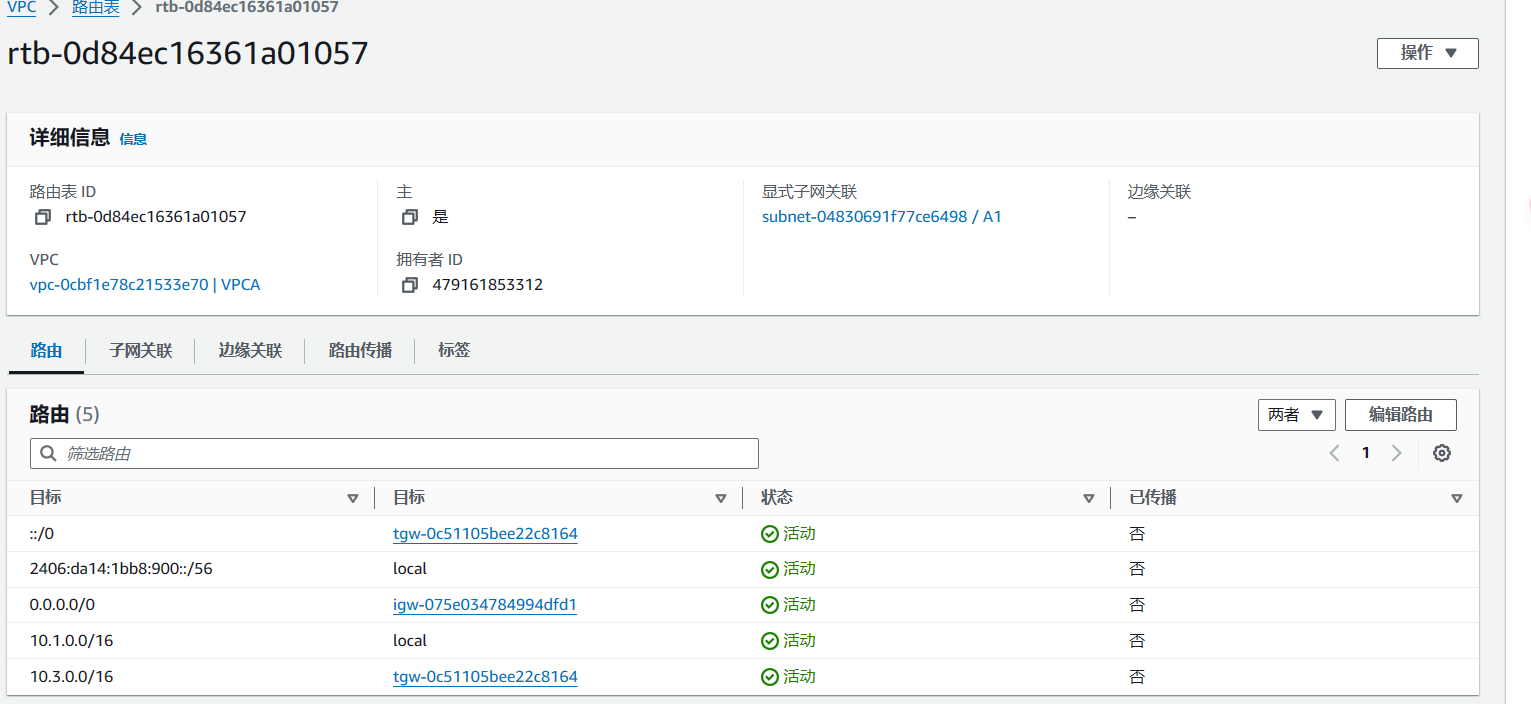 VPC > 路由表 > rtb-0d84ec16361a01057
rtb-0d84ec16361a01057
操作
详细信息 信息
路由表 ID 主 显式子网关联 边缘关联
rtb-0d84ec16361a01057 是 subnet-04830691f77ce6498 / A1 –
VPC 拥有者 ID
vpc-0cbf1e78c21533e70 | VPCA 479161853312
路由 子网关联 边缘关联 路由传播 标签
路由 (5) 两者 编辑路由
筛选路由 1
目标 目标 状态 已传播
::/0 tgw-0c51105bee22c8164 活动 否
2406:da14:1bb8:900::/56 local 活动 否
0.0.0.0/0 igw-075e034784994dfd1 活动 否
10.1.0.0/16 local 活动 否
10.3.0.0/16 tgw-0c51105bee22c8164 活动 否